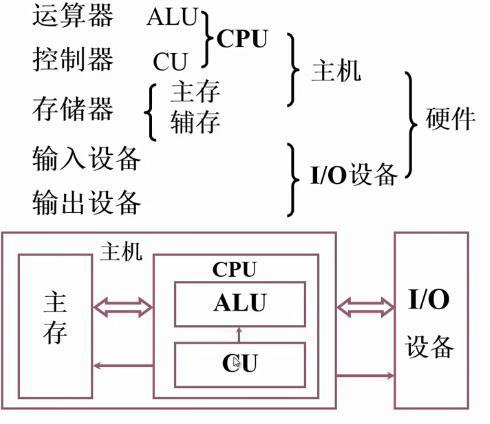 运算器 ALU
CPU
控制器 CU
主机
存储器 主存
辅存
硬件
输入设备
I/O设备
输出设备
主机
CPU
主存
ALU
CU
I/O
设备